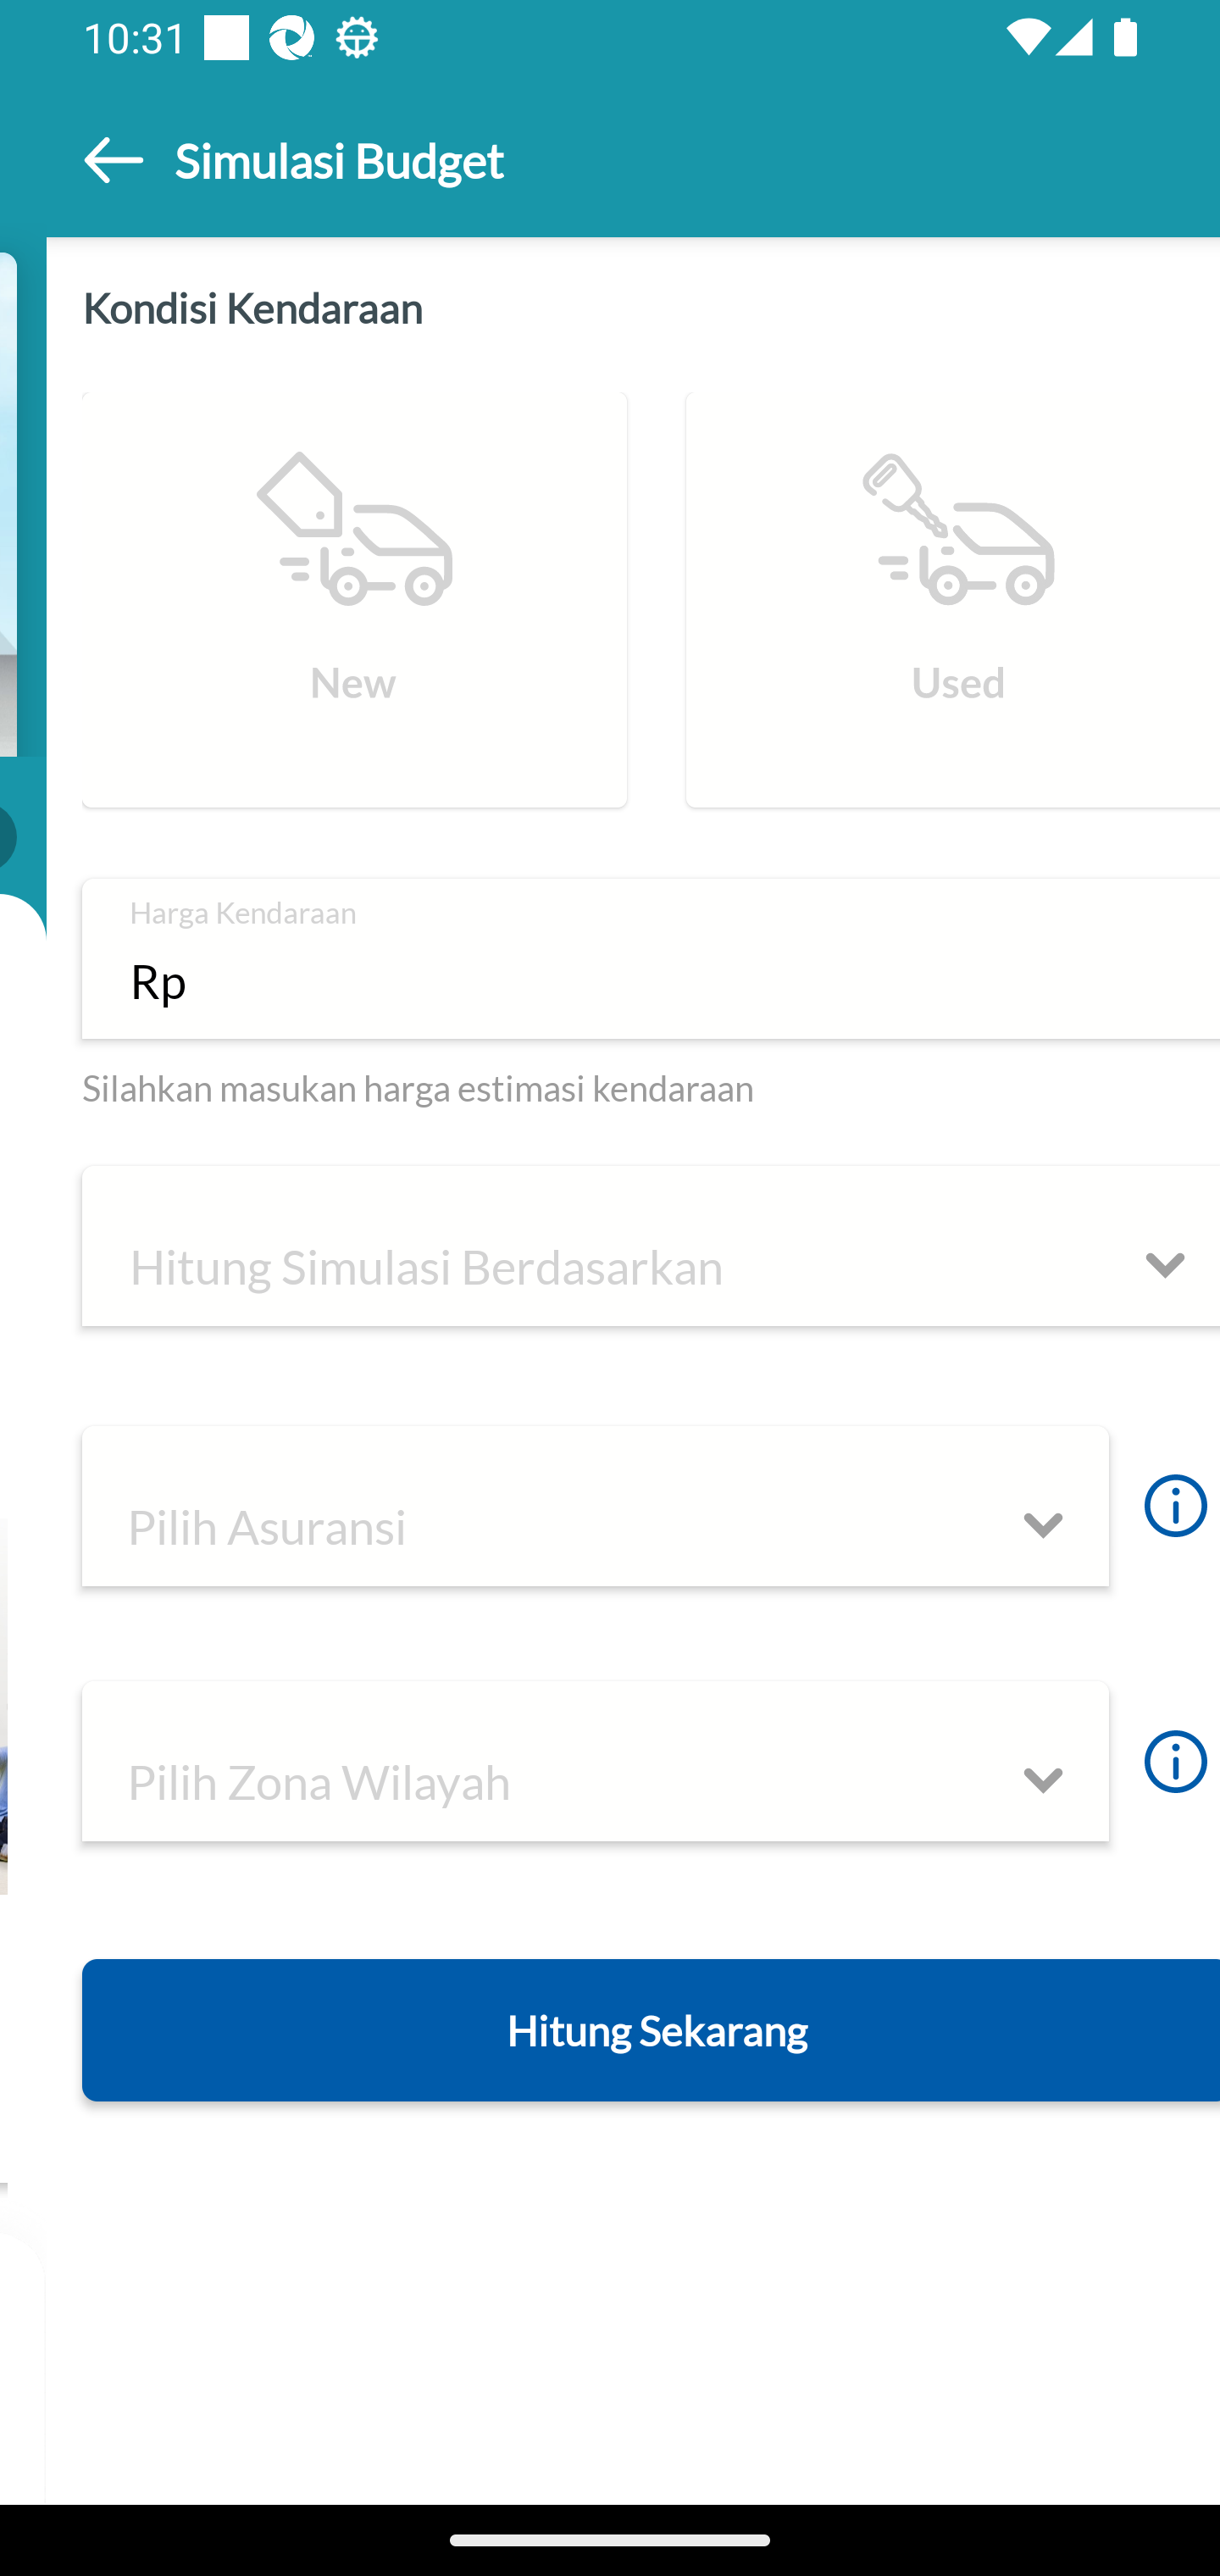 10:31
Simulasi Budget
Kondisi Kendaraan
New
Used
Harga Kendaraan
Rp
Silahkan masukan harga estimasi kendaraan
Hitung Simulasi Berdasarkan
Pilih Asuransi
Pilih Zona Wilayah
Hitung Sekarang